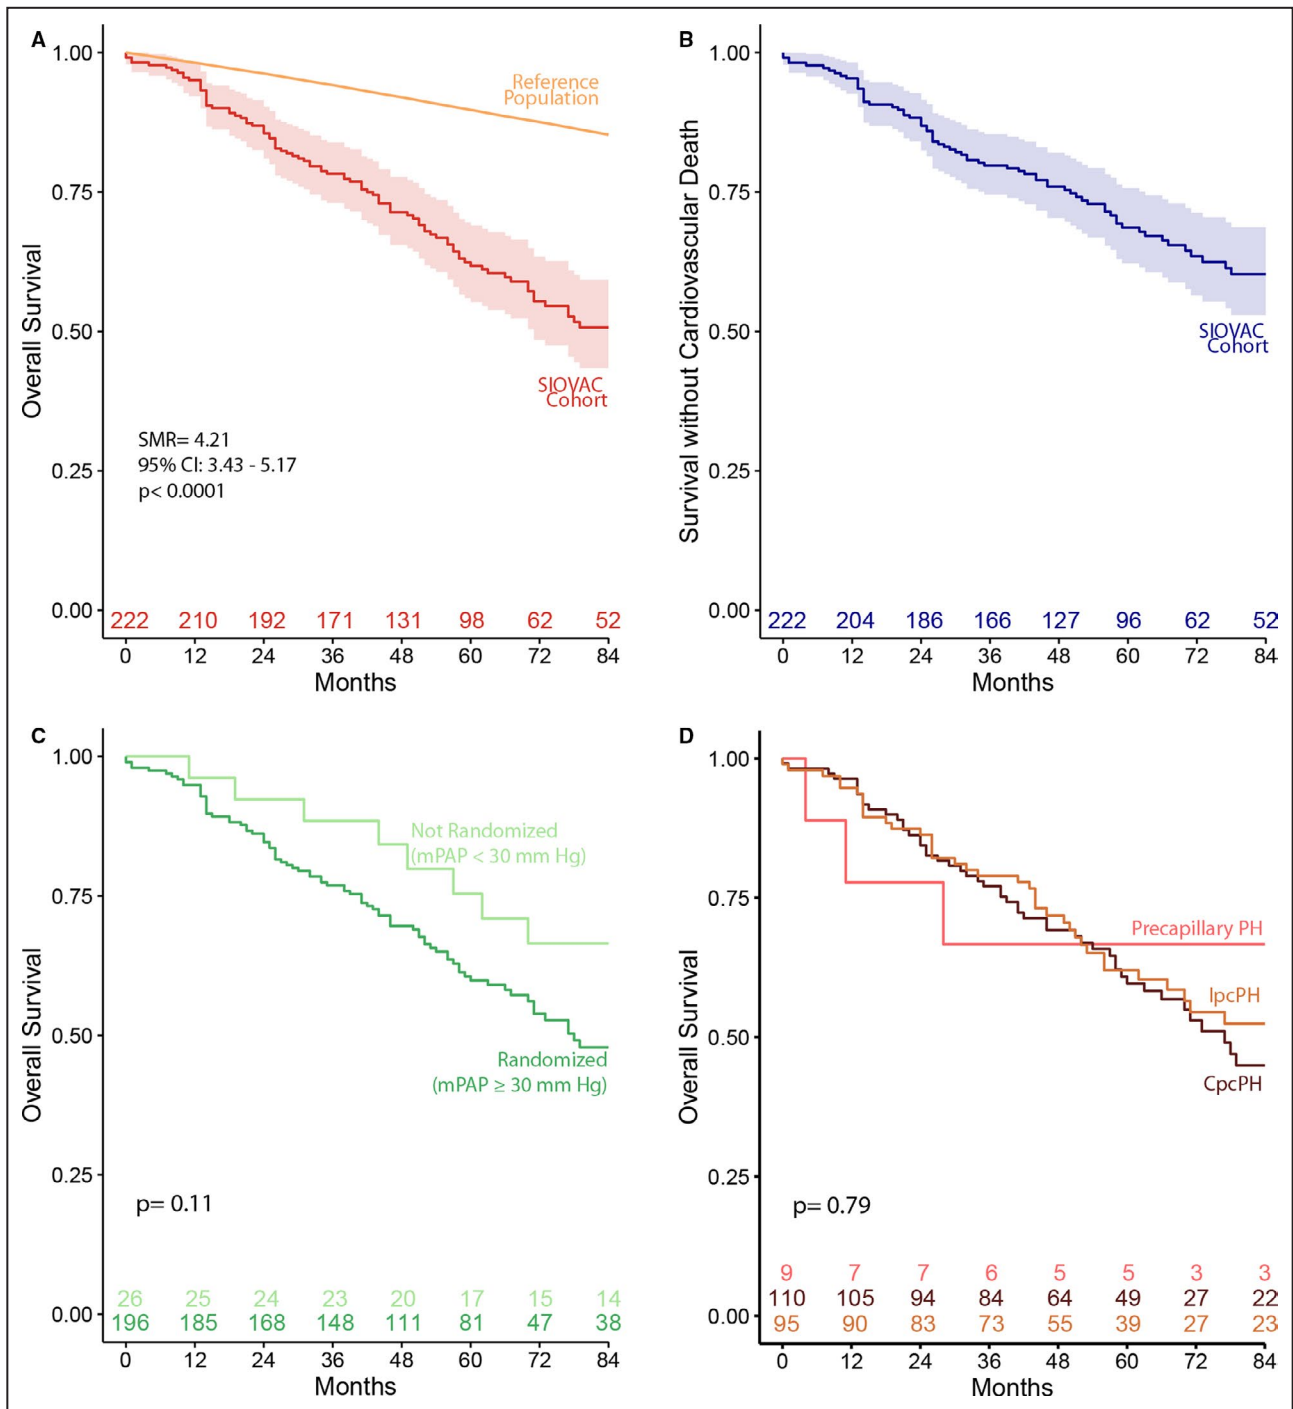 A
Overall Survival
1.00
0.75
0.50
0.25
0.00
Reference
Population
SIOVAC
Cohort
SMR= 4.21
95% CI: 3.43 - 5.17
p< 0.0001
222 210 192 171 131 98 62 52
0 12 24 36 48 60 72 84
Months
B
Survival without Cardiovascular Death
1.00
0.75
0.50
0.25
0.00
SIOVAC
Cohort
222 204 186 166 127 96 62 52
0 12 24 36 48 60 72 84
Months
C
Overall Survival
1.00
0.75
0.50
0.25
0.00
Not Randomized
(mPAP < 30 mm Hg)
Randomized
(mPAP ≥ 30 mm Hg)
p= 0.11
26 25 24 23 20 17 15 14
196 185 168 148 111 81 47 38
0 12 24 36 48 60 72 84
Months
D
Overall Survival
1.00
0.75
0.50
0.25
0.00
Precapillary PH
IpcPH
CpcPH
p= 0.79
9 7 7 6 5 5 3 3
110 105 94 84 64 49 27 22
95 90 83 73 55 39 27 23
0 12 24 36 48 60 72 84
Months